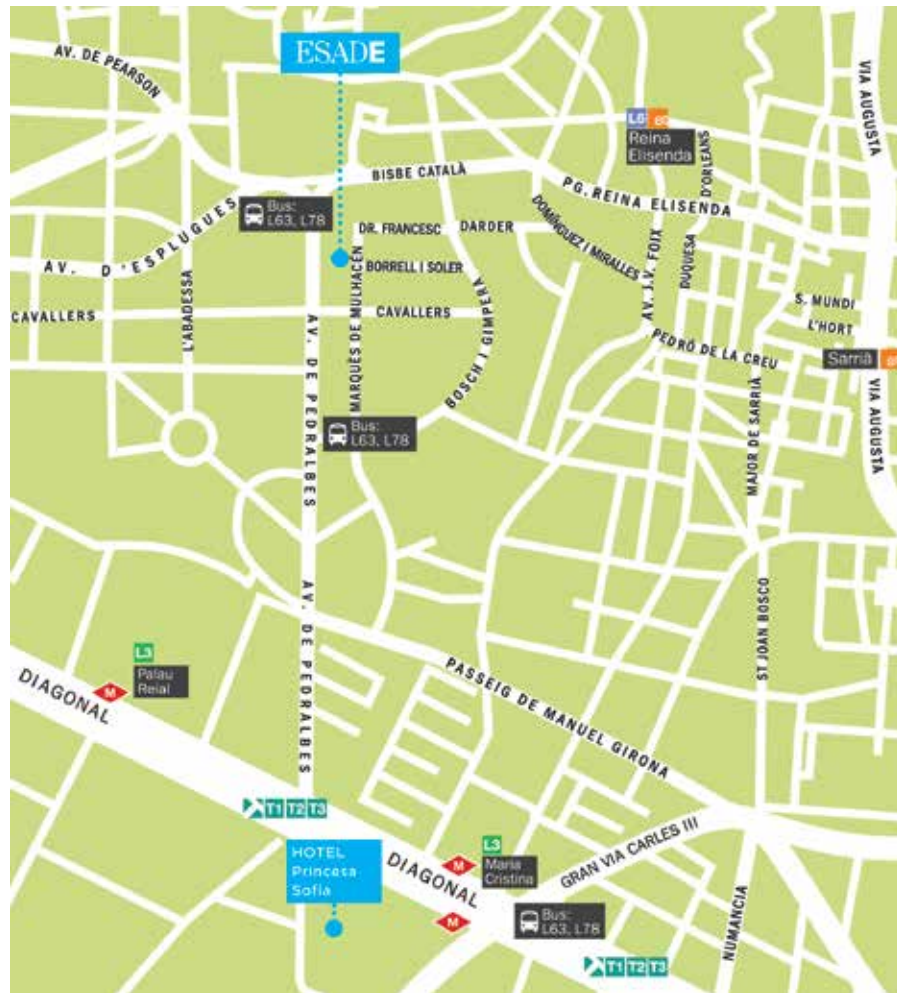 ESADE
AV. DE PEARSON
VIA AUGUSTA
L6
Reina
Elisenda
D'ORLEANS
BISBE CATALÀ
PG. REINA ELISENDA
Bus:
L63, L78
DR. FRANCESC DARDER
DOMÍNGUEZ I MIRALLES
AV. D'ESPLUGUES
BORRELL I SOLER
AV. J.V. FOIX
DUQUESA
L'ABADESSA
MARQUÈS DE MULHACÉN
CAVALLERS
CAVALLERS
BOSCH I GIMPERA
S. MUNDI
L'HORT
PEDRÓ DE LA CREU
Sarrià
AV. DE PEDRALBES
MAJOR DE SARRIÀ
VIA AUGUSTA
Bus:
L63, L78
AV. DE PEDRALBES
ST JOAN BOSCO
L3
Palau
Reial
M
DIAGONAL
PASSEIG DE MANUEL GIRONA
T1 T2 T3
HOTEL
Princesa
Sofia
DIAGONAL
L3
M
Maria
Cristina
GRAN VIA CARLES III
M
Bus:
L63, L78
NUMANCIA
T1 T2 T3